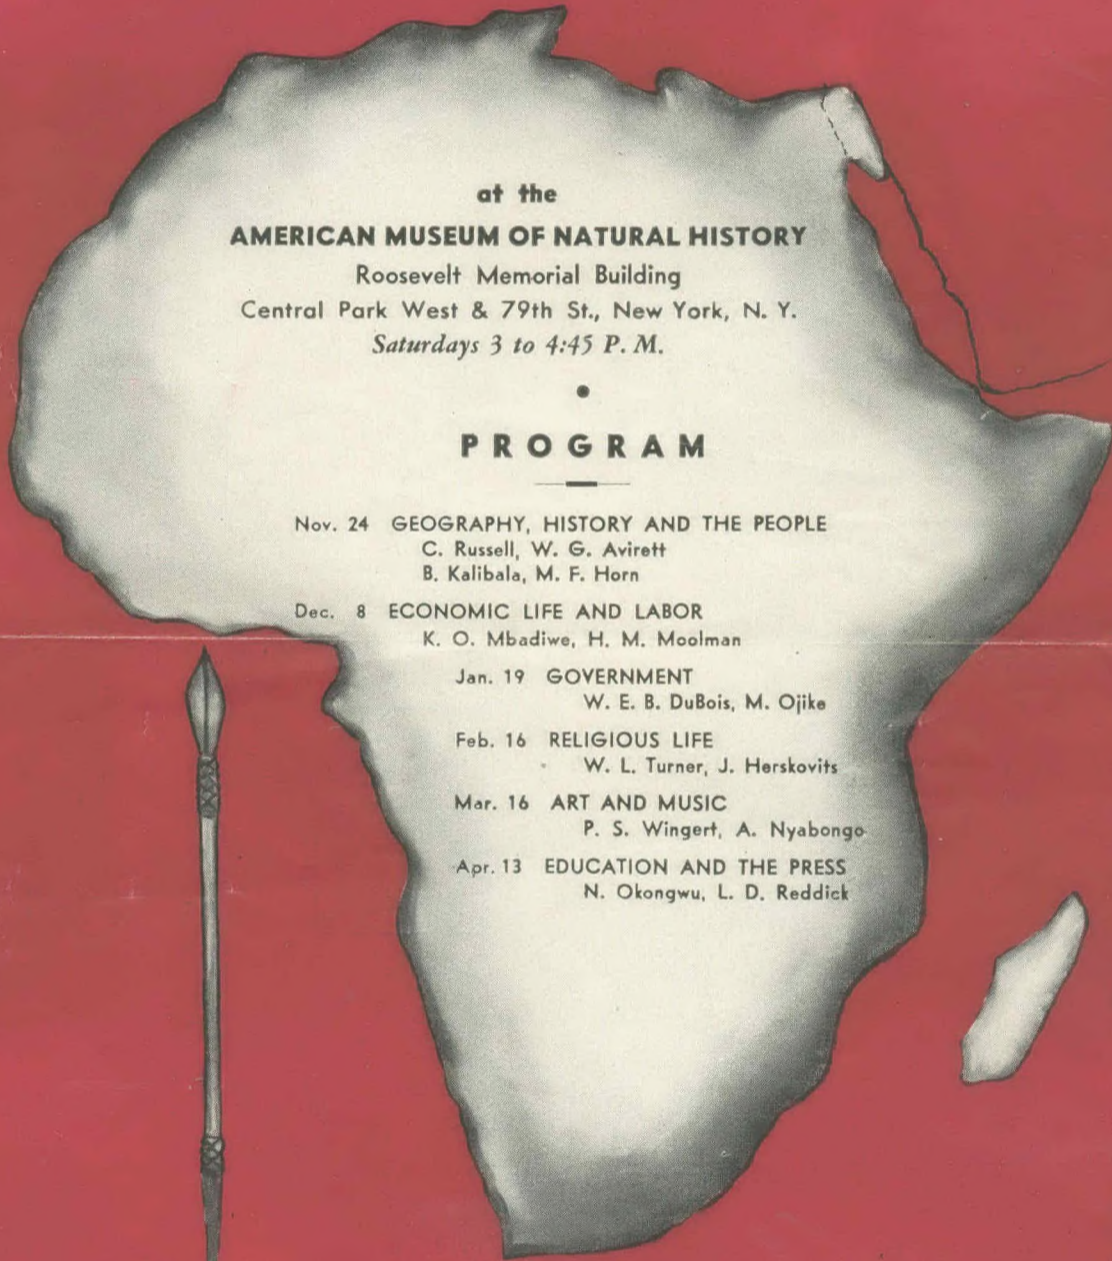 at the
AMERICAN MUSEUM OF NATURAL HISTORY
Roosevelt Memorial Building
Central Park West & 79th St., New York, N. Y.
Saturdays 3 to 4:45 P. M.
PROGRAM
Nov. 24 GEOGRAPHY, HISTORY AND THE PEOPLE
C. Russell, W. G. Avirett
B. Kalibala, M. F. Horn
Dec. 8 ECONOMIC LIFE AND LABOR
K. O. Mbadiwe, H. M. Moolman
Jan. 19 GOVERNMENT
W. E. B. DuBois, M. Ojike
Feb. 16 RELIGIOUS LIFE
W. L. Turner, J. Herskovits
Mar. 16 ART AND MUSIC
P. S. Wingert, A. Nyabongo
Apr. 13 EDUCATION AND THE PRESS
N. Okongwu, L. D. Reddick